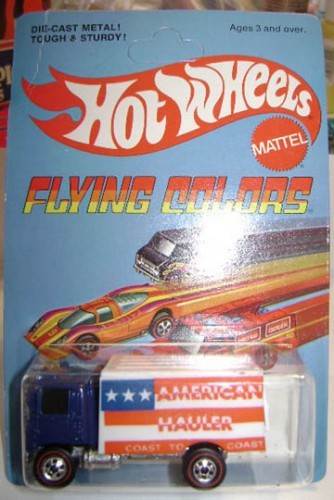 DIE-CAST METAL!
TOUGH & STURDY!
Ages 3 and over.
HOT WHEELS
MATTEL
FLYING COLORS
AMERICAN
HAULER
COAST TO COAST